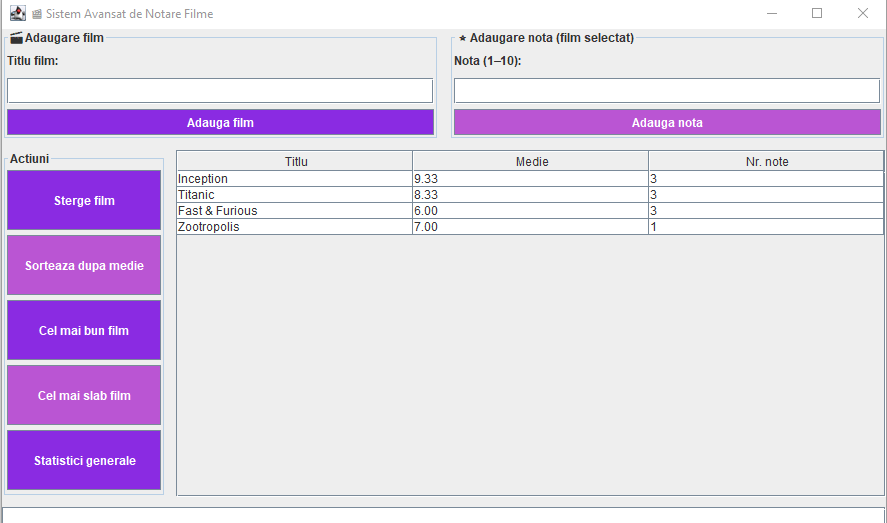 Sistem Avansat de Notare Filme
Adaugare film
Titlu film:
Adauga film
★ Adaugare nota (film selectat)
Nota (1–10):
Adauga nota
Actiuni
Sterge film
Sorteaza dupa medie
Cel mai bun film
Cel mai slab film
Statistici generale
Titlu Medie Nr. note
Inception 9.33 3
Titanic 8.33 3
Fast & Furious 6.00 3
Zootropolis 7.00 1